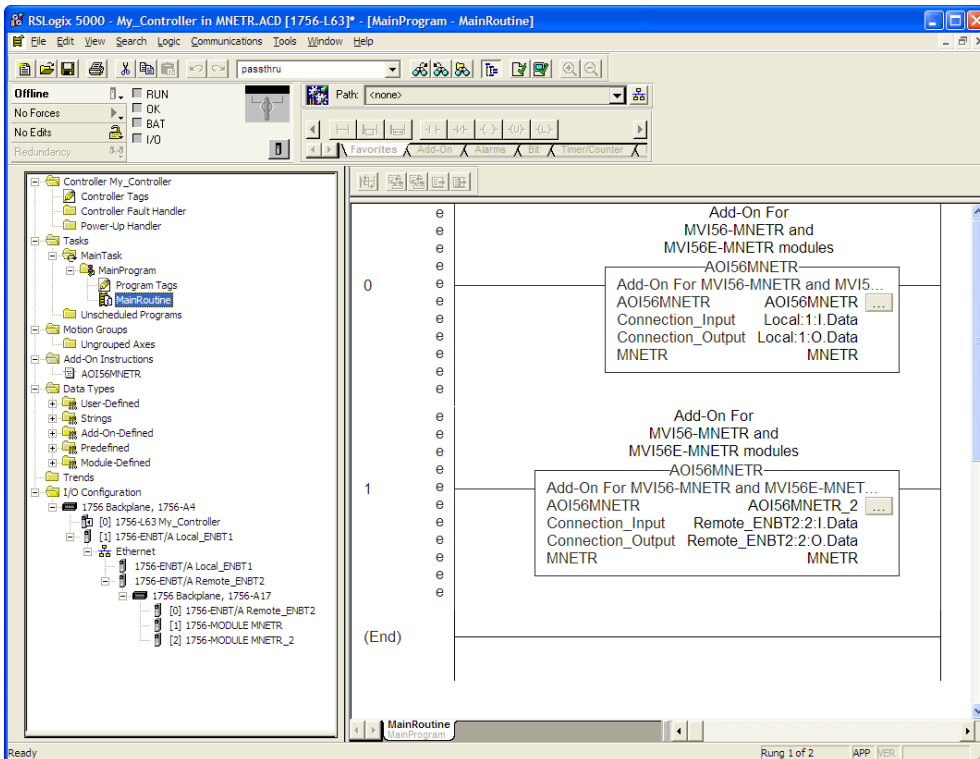 RSLogix 5000 - My_Controller in MNETR.ACD [1756-L63]* - [MainProgram - MainRoutine]
File Edit View Search Logic Communications Tools Window Help
passthru
Offline
RUN
No Forces
OK
No Edits
BAT
Redundancy
I/O
Path: <none>
Favorites Add-On Alarms Bit Timer/Counter
Controller My_Controller
Controller Tags
Controller Fault Handler
Power-Up Handler
Tasks
MainTask
MainProgram
Program Tags
MainRoutine
Unscheduled Programs
Motion Groups
Ungrouped Axes
Add-On Instructions
AOI56MNETR
Data Types
User-Defined
Strings
Add-On-Defined
Predefined
Module-Defined
Trends
I/O Configuration
1756 Backplane, 1756-A4
[0] 1756-L63 My_Controller
[1] 1756-ENBT/A Local_ENBT1
Ethernet
1756-ENBT/A Local_ENBT1
1756-ENBT/A Remote_ENBT2
1756 Backplane, 1756-A17
[0] 1756-ENBT/A Remote_ENBT2
[1] 1756-MODULE MNETR
[2] 1756-MODULE MNETR_2
e Add-On For
e MVI56-MNETR and
e MVI56E-MNETR modules
e AOI56MNETR
0 e Add-On For MVI56-MNETR and MVI5...
e AOI56MNETR AOI56MNETR ...
e Connection_Input Local:1:I.Data
e Connection_Output Local:1:O.Data
e MNETR MNETR
e
e
e Add-On For
e MVI56-MNETR and
e MVI56E-MNETR modules
e AOI56MNETR
1 e Add-On For MVI56-MNETR and MVI56E-MNET...
e AOI56MNETR AOI56MNETR_2 ...
e Connection_Input Remote_ENBT2:2:I.Data
e Connection_Output Remote_ENBT2:2:O.Data
e MNETR MNETR
e
e
(End)
MainRoutine
MainProgram
Ready
Rung 1 of 2 APP VER